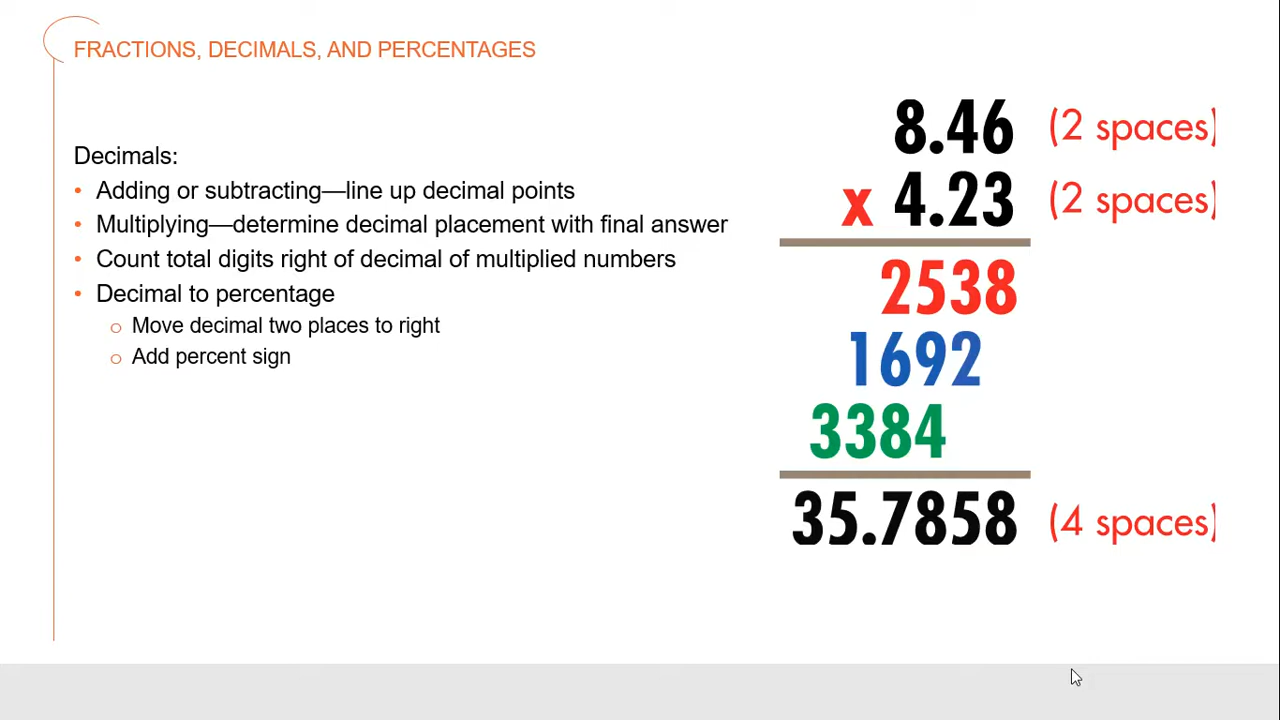 FRACTIONS, DECIMALS, AND PERCENTAGES
Decimals:
• Adding or subtracting—line up decimal points
• Multiplying—determine decimal placement with final answer
• Count total digits right of decimal of multiplied numbers
• Decimal to percentage
o Move decimal two places to right
o Add percent sign
8.46 (2 spaces)
x 4.23 (2 spaces)
2538
1692
3384
35.7858 (4 spaces)